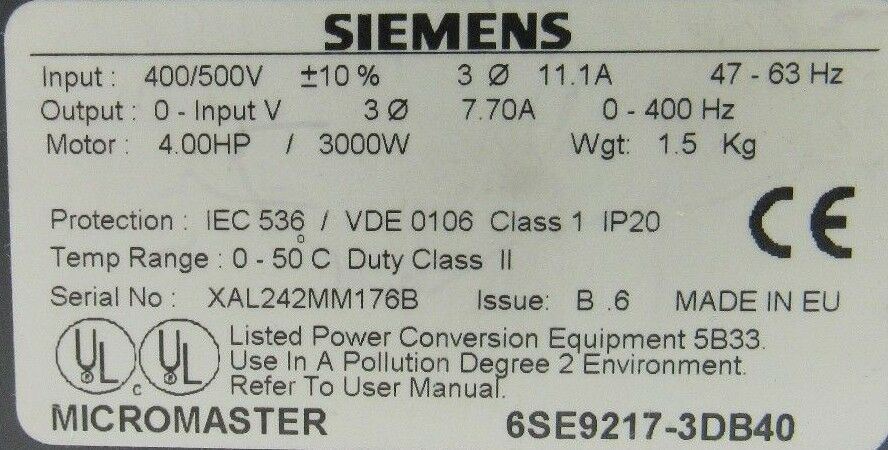 SIEMENS
Input : 400/500V ±10 % 3 Ø 11.1A 47 - 63 Hz
Output : 0 - Input V 3 Ø 7.70A 0 - 400 Hz
Motor : 4.00HP / 3000W Wgt: 1.5 Kg
Protection : IEC 536 / VDE 0106 Class 1 IP20
CE
Temp Range : 0 - 50 °C Duty Class II
Serial No : XAL242MM176B Issue: B .6 MADE IN EU
UL c UL
Listed Power Conversion Equipment 5B33.
Use In A Pollution Degree 2 Environment.
Refer To User Manual.
MICROMASTER 6SE9217-3DB40